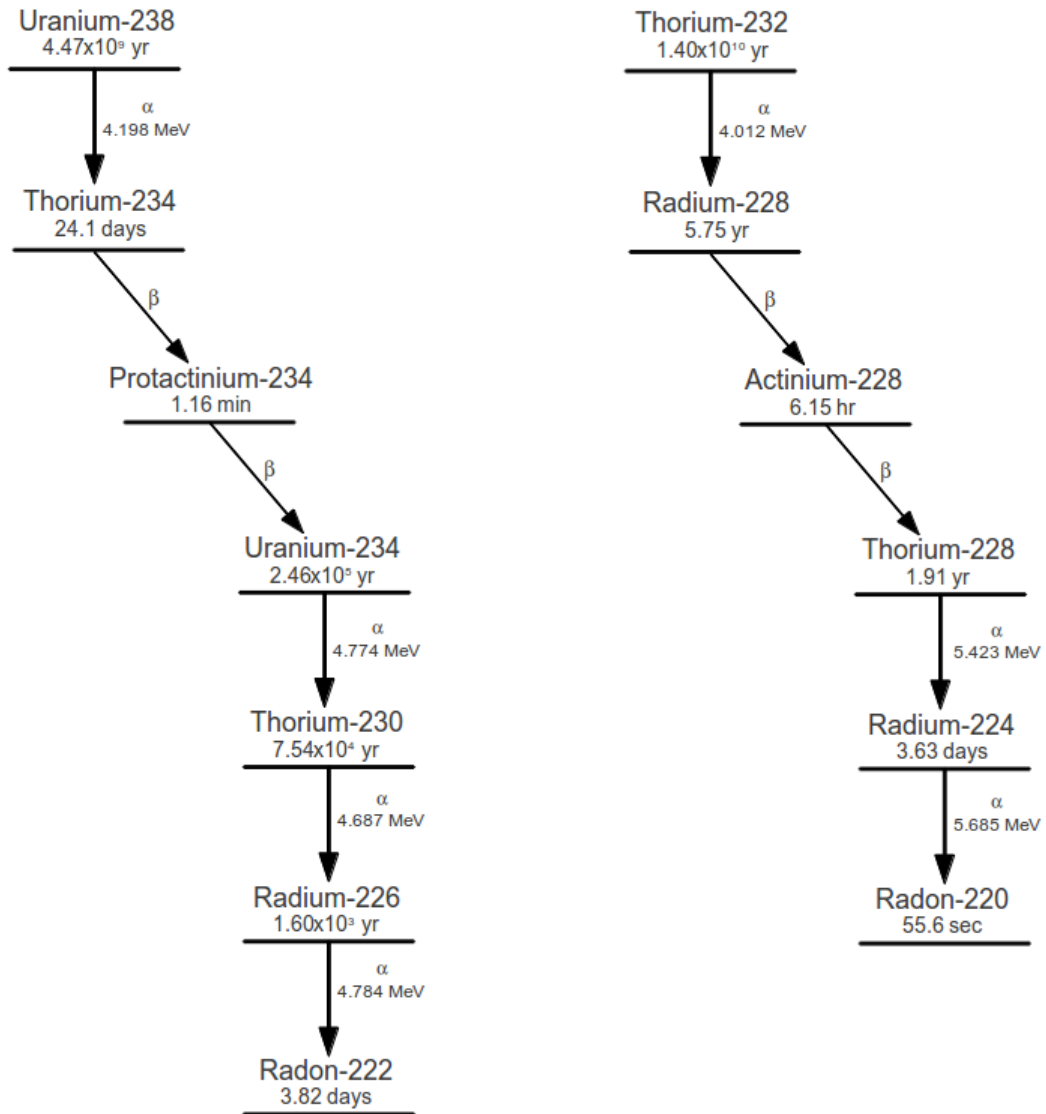 Uranium-238
4.47x10⁹ yr
α
4.198 MeV
Thorium-234
24.1 days
β
Protactinium-234
1.16 min
β
Uranium-234
2.46x10⁵ yr
α
4.774 MeV
Thorium-230
7.54x10⁴ yr
α
4.687 MeV
Radium-226
1.60x10³ yr
α
4.784 MeV
Radon-222
3.82 days
Thorium-232
1.40x10¹⁰ yr
α
4.012 MeV
Radium-228
5.75 yr
β
Actinium-228
6.15 hr
β
Thorium-228
1.91 yr
α
5.423 MeV
Radium-224
3.63 days
α
5.685 MeV
Radon-220
55.6 sec